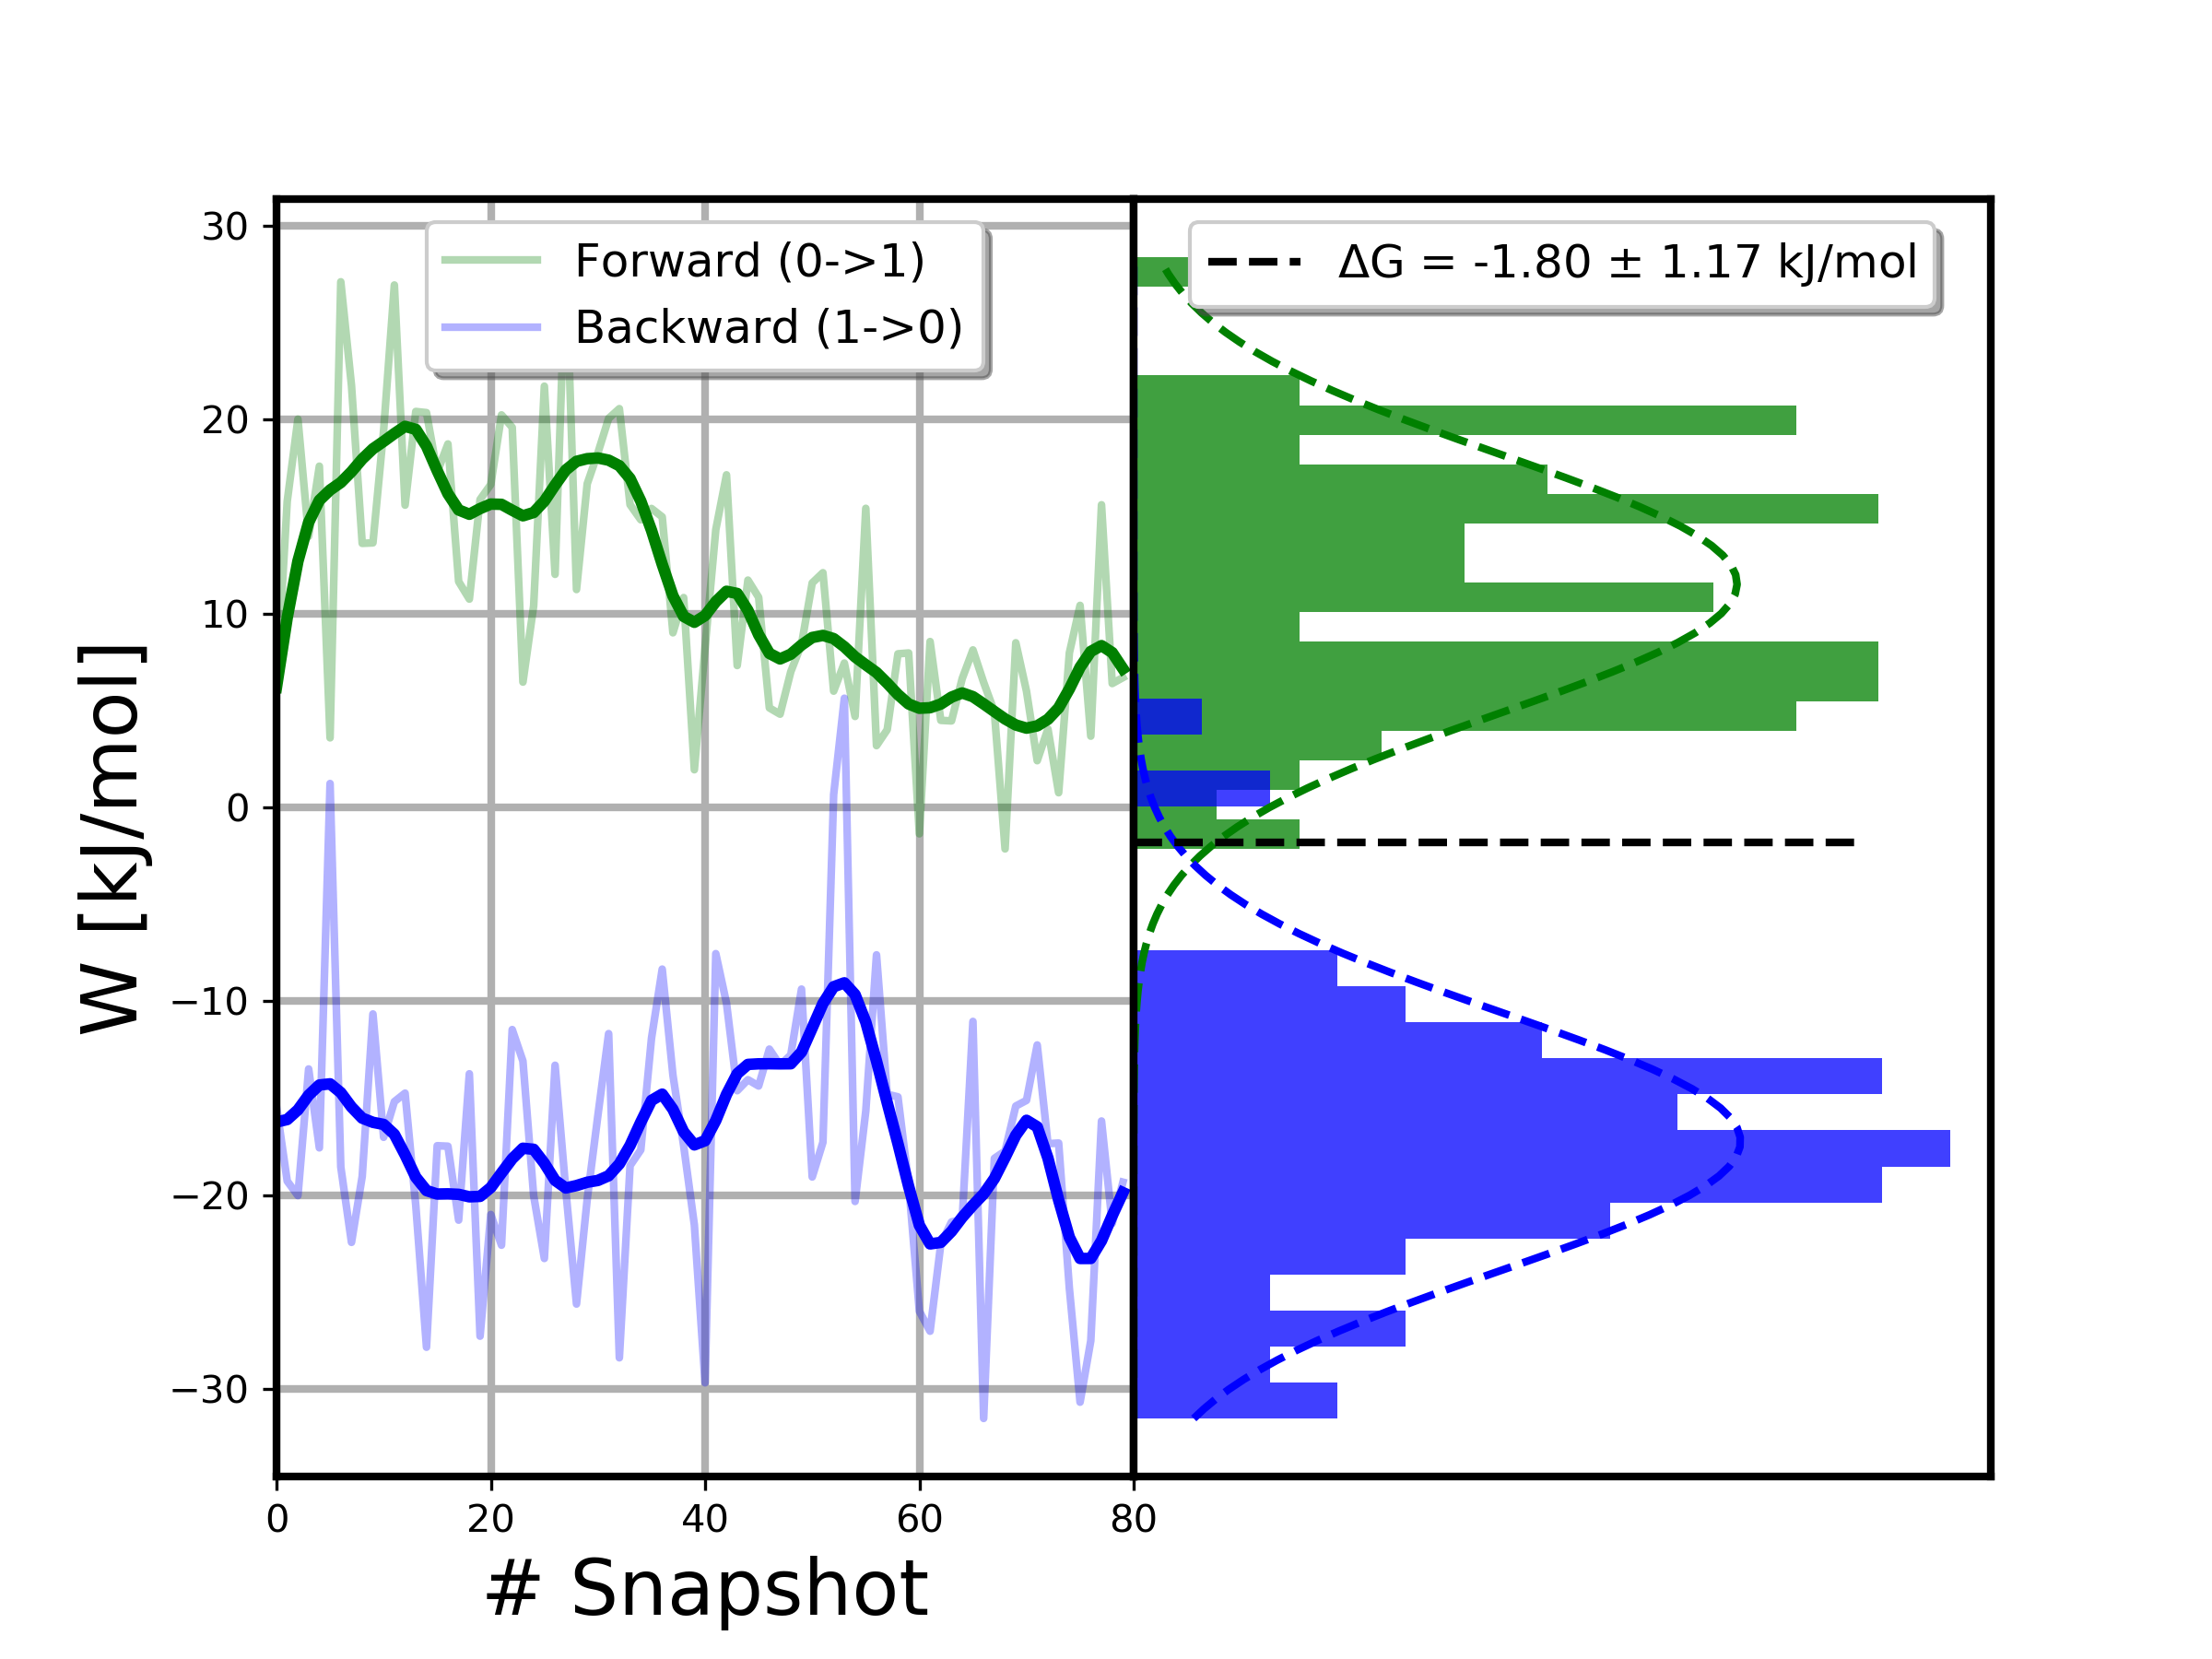 30
20
10
0
−10
−20
−30
W [kJ/mol]
Forward (0->1)
Backward (1->0)
ΔG = -1.80 ± 1.17 kJ/mol
0 20 40 60 80
# Snapshot